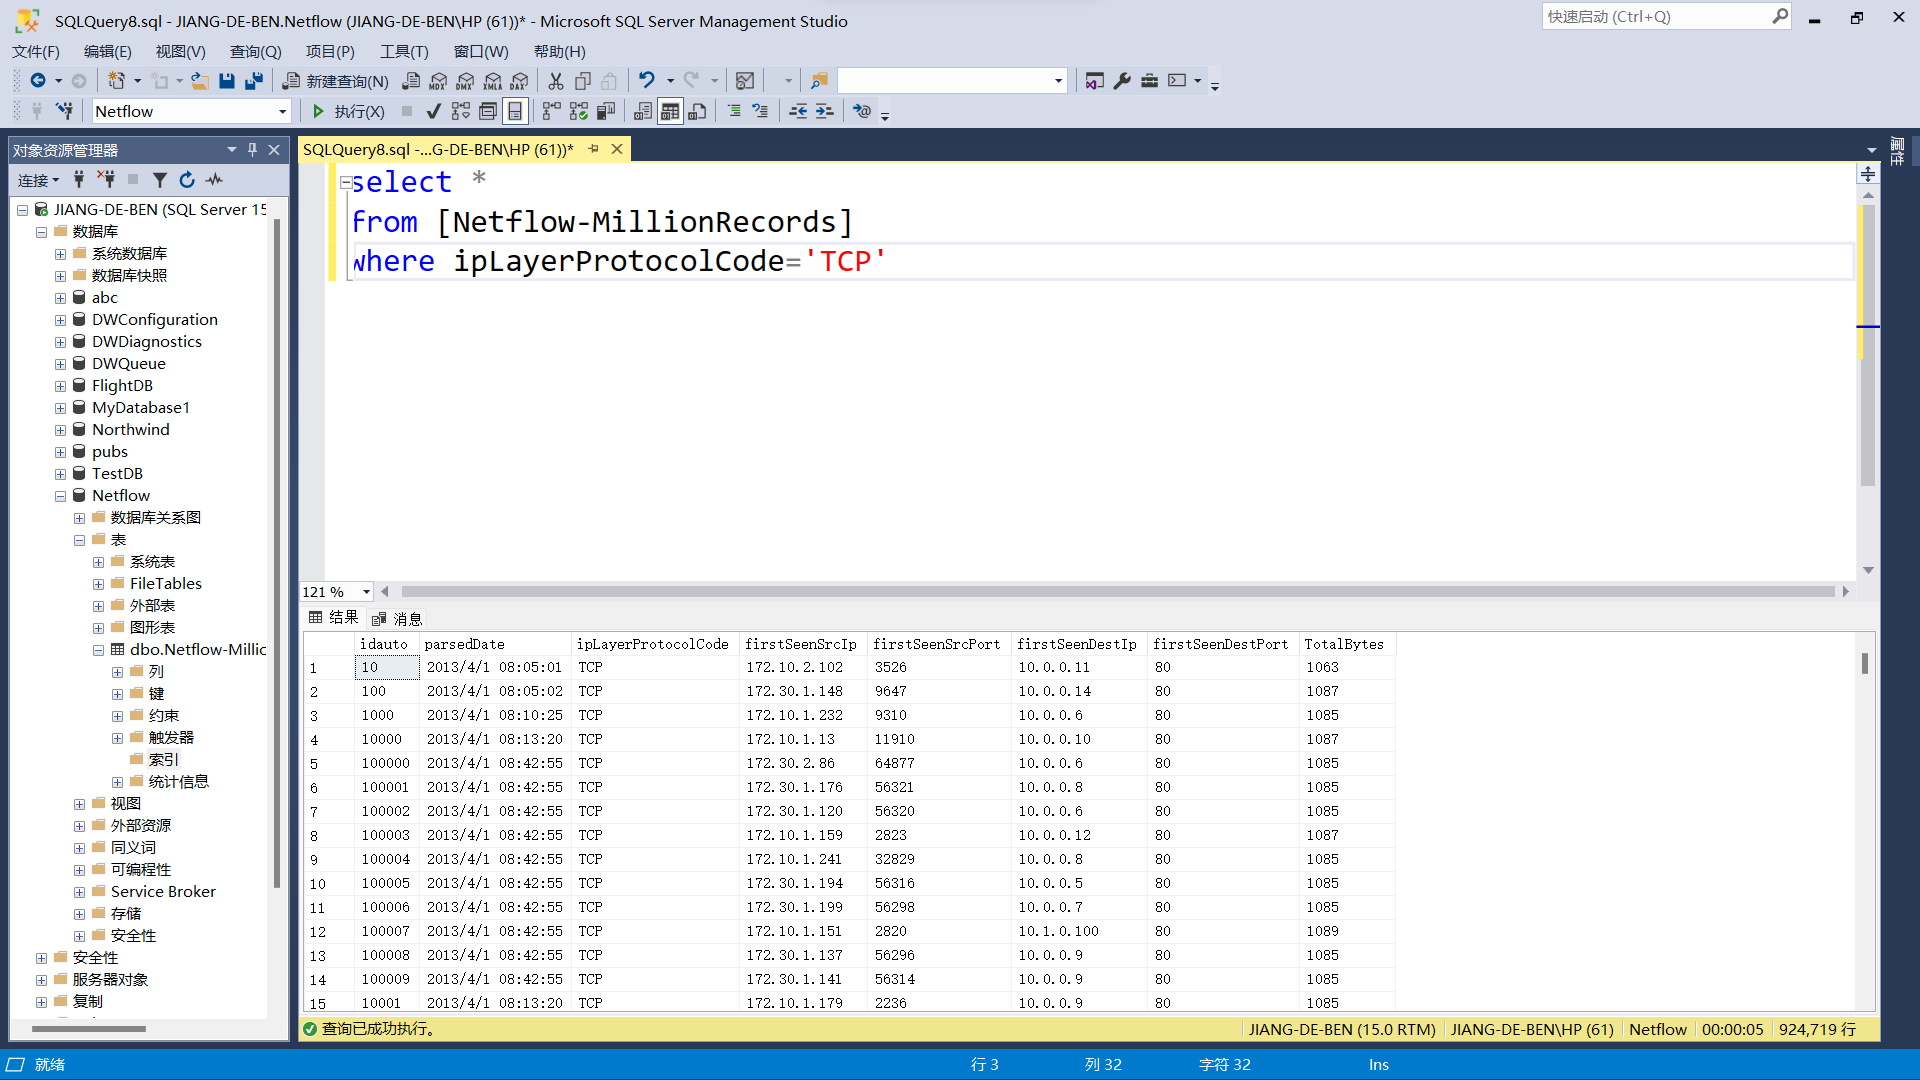 SQLQuery8.sql - JIANG-DE-BEN.Netflow (JIANG-DE-BEN\HP (61))* - Microsoft SQL Server Management Studio
快速启动 (Ctrl+Q)
文件(F) 编辑(E) 视图(V) 查询(Q) 项目(P) 工具(T) 窗口(W) 帮助(H)
新建查询(N) MDX DMX XMLA DAX
Netflow 执行(X)
对象资源管理器
连接
JIANG-DE-BEN (SQL Server 15
数据库
系统数据库
数据库快照
abc
DWConfiguration
DWDiagnostics
DWQueue
FlightDB
MyDatabase1
Northwind
pubs
TestDB
Netflow
数据库关系图
表
系统表
FileTables
外部表
图形表
dbo.Netflow-Millic
列
键
约束
触发器
索引
统计信息
视图
外部资源
同义词
可编程性
Service Broker
存储
安全性
安全性
服务器对象
复制
SQLQuery8.sql -...G-DE-BEN\HP (61))*
属性
select *
from [Netflow-MillionRecords]
where ipLayerProtocolCode='TCP'
121 %
结果 消息
idauto parsedDate ipLayerProtocolCode firstSeenSrcIp firstSeenSrcPort firstSeenDestIp firstSeenDestPort TotalBytes
1 10 2013/4/1 08:05:01 TCP 172.10.2.102 3526 10.0.0.11 80 1063
2 100 2013/4/1 08:05:02 TCP 172.30.1.148 9647 10.0.0.14 80 1087
3 1000 2013/4/1 08:10:25 TCP 172.10.1.232 9310 10.0.0.6 80 1085
4 10000 2013/4/1 08:13:20 TCP 172.10.1.13 11910 10.0.0.10 80 1087
5 100000 2013/4/1 08:42:55 TCP 172.30.2.86 64877 10.0.0.6 80 1085
6 100001 2013/4/1 08:42:55 TCP 172.30.1.176 56321 10.0.0.8 80 1085
7 100002 2013/4/1 08:42:55 TCP 172.30.1.120 56320 10.0.0.6 80 1085
8 100003 2013/4/1 08:42:55 TCP 172.10.1.159 2823 10.0.0.12 80 1087
9 100004 2013/4/1 08:42:55 TCP 172.10.1.241 32829 10.0.0.8 80 1085
10 100005 2013/4/1 08:42:55 TCP 172.30.1.194 56316 10.0.0.5 80 1085
11 100006 2013/4/1 08:42:55 TCP 172.30.1.199 56298 10.0.0.7 80 1085
12 100007 2013/4/1 08:42:55 TCP 172.10.1.151 2820 10.1.0.100 80 1089
13 100008 2013/4/1 08:42:55 TCP 172.30.1.137 56296 10.0.0.9 80 1085
14 100009 2013/4/1 08:42:55 TCP 172.30.1.141 56314 10.0.0.9 80 1085
15 10001 2013/4/1 08:13:20 TCP 172.10.1.179 2236 10.0.0.9 80 1085
查询已成功执行。 JIANG-DE-BEN (15.0 RTM) JIANG-DE-BEN\HP (61) Netflow 00:00:05 924,719 行
就绪 行 3 列 32 字符 32 Ins